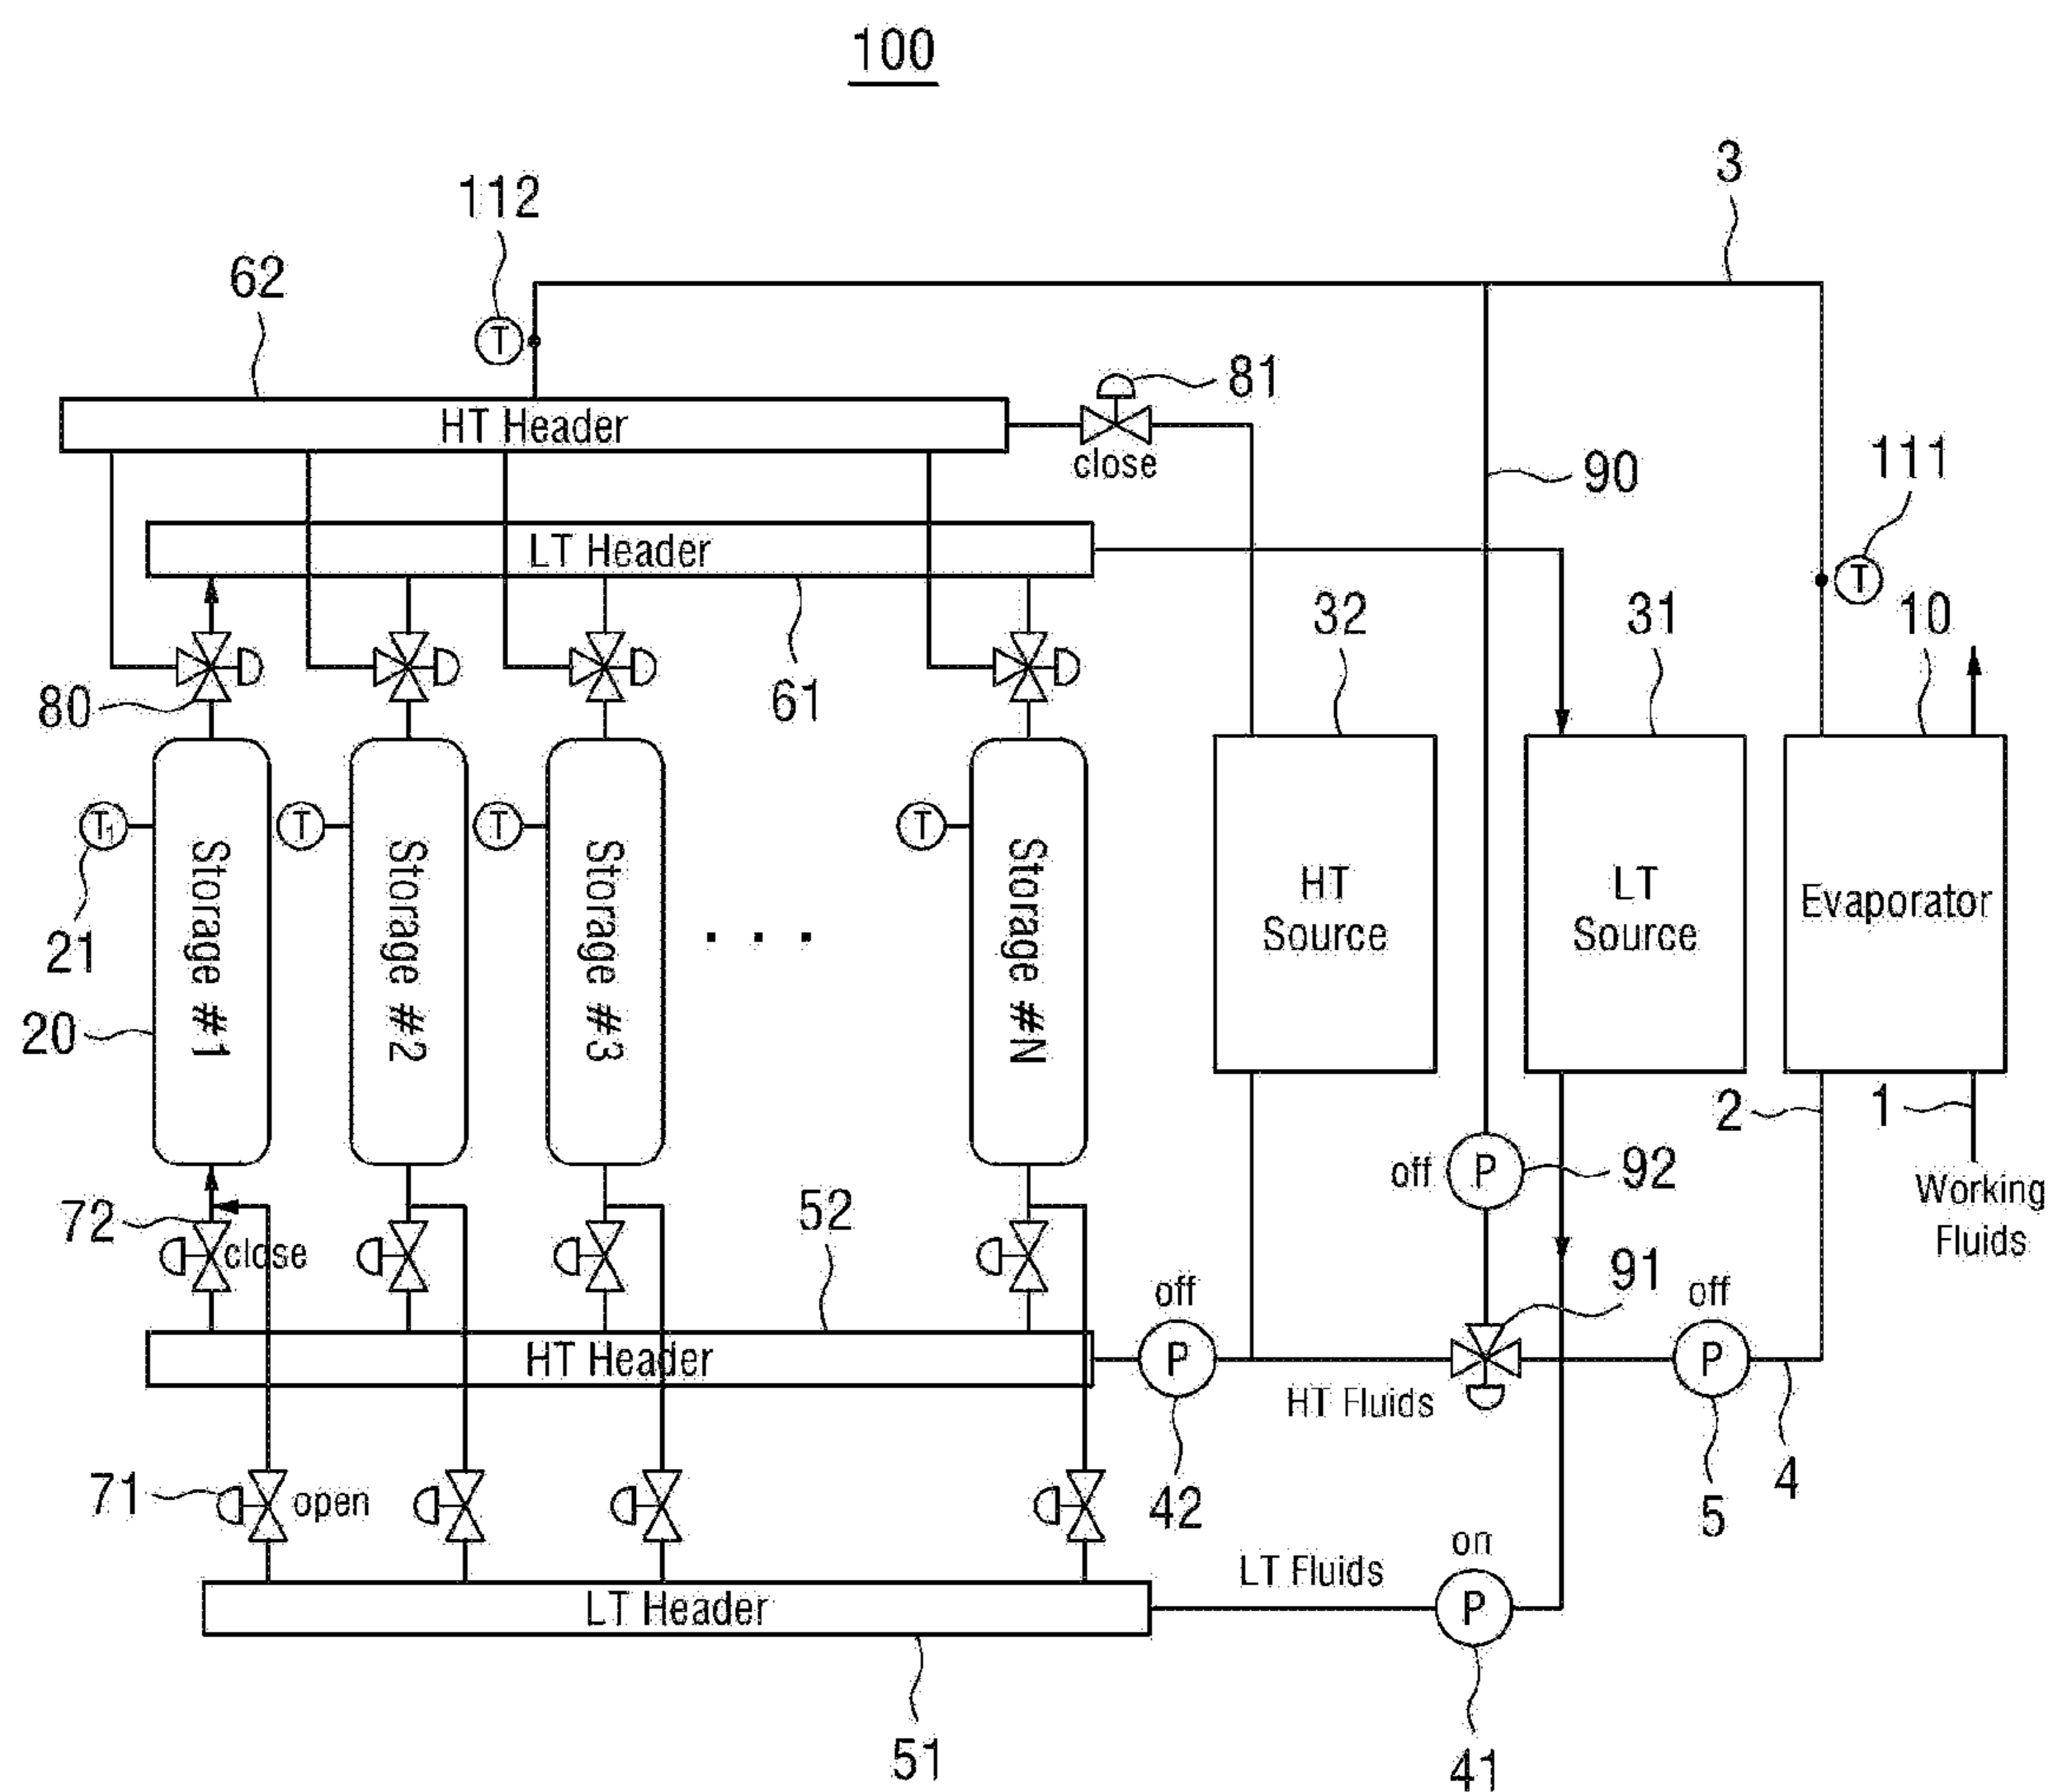 100
3
112
62
T
81
HT Header
close
90
111
LT Header
T
32
31
10
80
61
T1
T
T
T
Storage #1
Storage #2
Storage #3
Storage #N
. . .
HT
Source
LT
Source
Evaporator
21
20
2
1
off
P
92
Working
Fluids
72
close
52
91
off
off
HT Header
P
P
HT Fluids
71
open
42
4
5
on
LT Fluids
LT Header
P
51
41